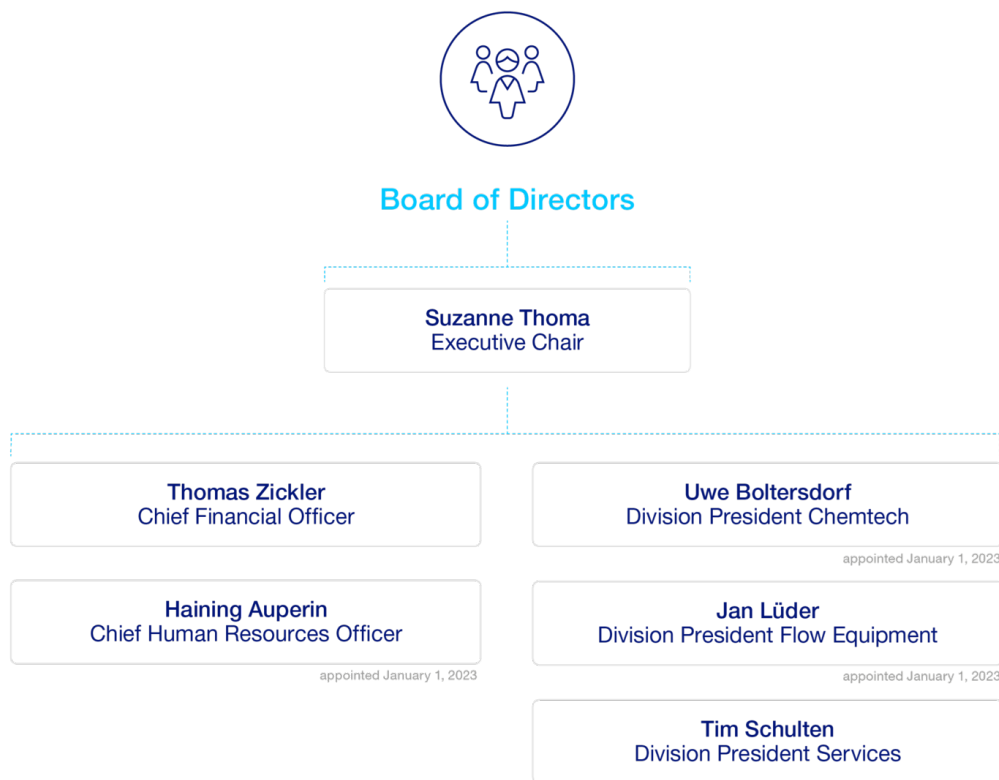 Board of Directors
Suzanne Thoma
Executive Chair
Thomas Zickler
Chief Financial Officer
Haining Auperin
Chief Human Resources Officer
appointed January 1, 2023
Uwe Boltersdorf
Division President Chemtech
appointed January 1, 2023
Jan Lüder
Division President Flow Equipment
appointed January 1, 2023
Tim Schulten
Division President Services